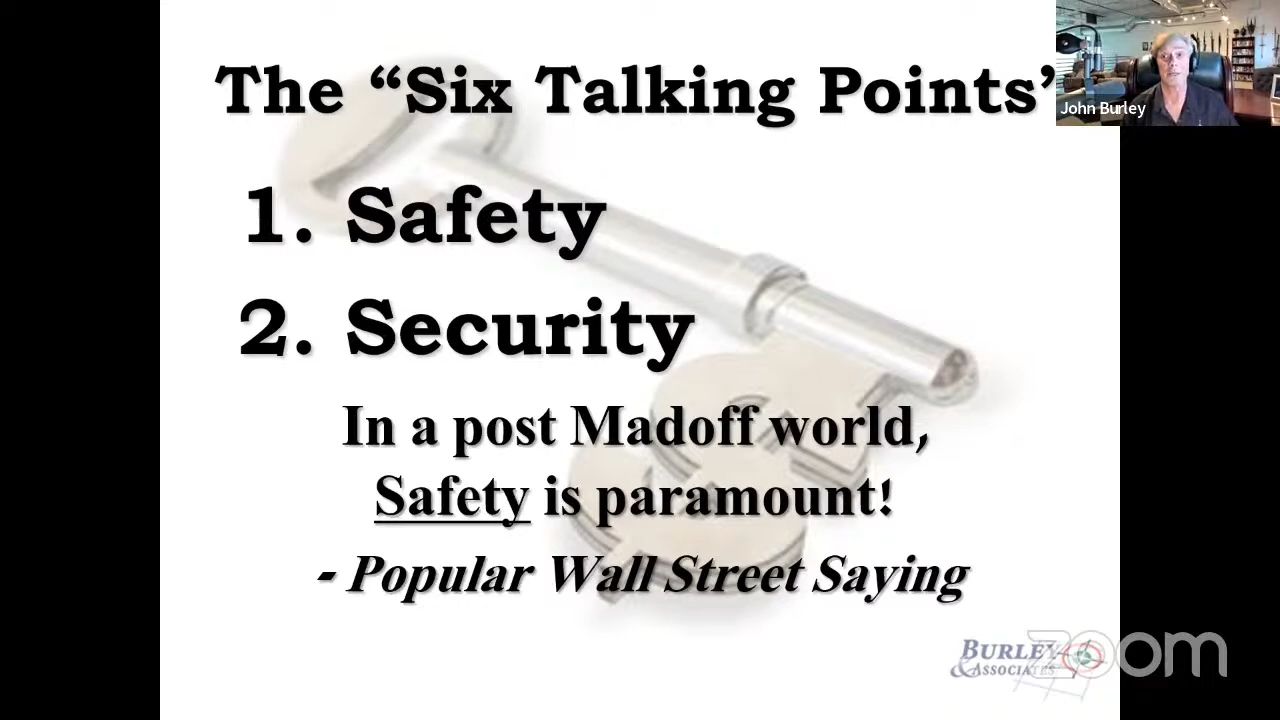 The “Six Talking Points’
John Burley
1. Safety
2. Security
In a post Madoff world,
Safety is paramount!
- Popular Wall Street Saying
BURLEY
& ASSOCIATES
zoom